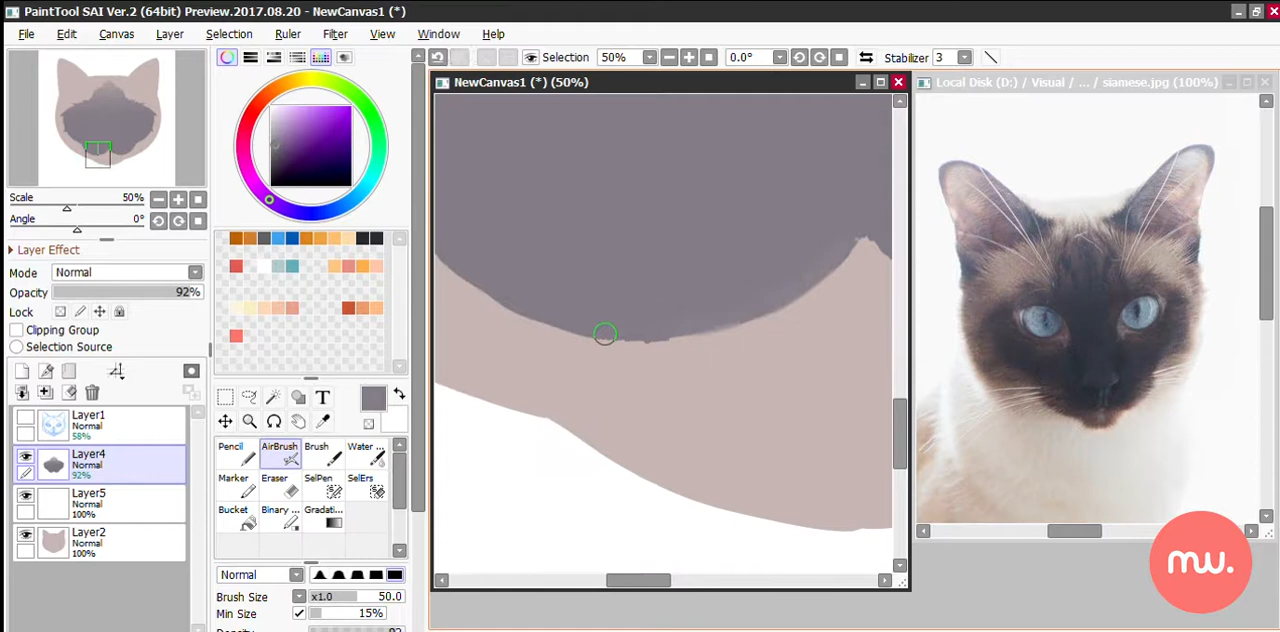 PaintTool SAI Ver.2 (64bit) Preview.2017.08.20 - NewCanvas1 (*)
File Edit Canvas Layer Selection Ruler Filter View Window Help
Selection 50% 0.0° Stabilizer 3
NewCanvas1 (*) (50%)
Local Disk (D:) / Visual / ... / siamese.jpg (100%)
Scale 50%
Angle 0°
Layer Effect
Mode Normal
Opacity 92%
Lock
Clipping Group
Selection Source
Layer1
Normal
58%
Layer4
Normal
92%
Layer5
Normal
100%
Layer2
Normal
100%
T
Pencil AirBrush Brush Water ...
Marker Eraser SelPen SelErs
Bucket Binary ... Gradati...
Normal
Brush Size x1.0 50.0
Min Size 15%
mw.